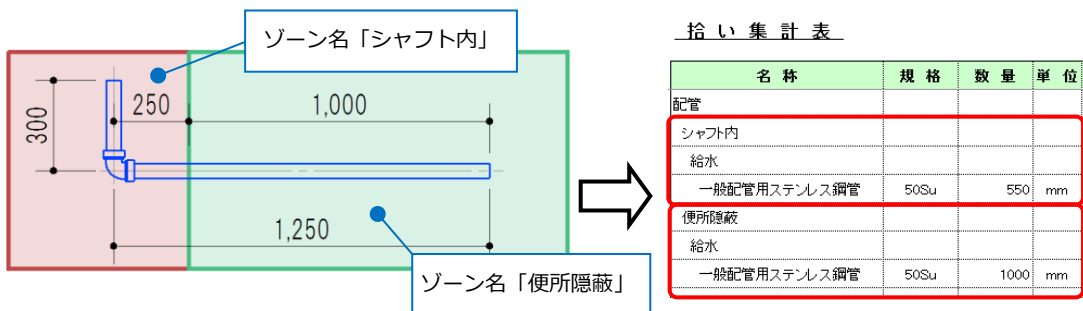 ゾーン名「シャフト内」
300
250
1,000
1,250
ゾーン名「便所隠蔽」
拾い集計表
名称 規格 数量 単位
配管
シャフト内
給水
一般配管用ステンレス鋼管 50Su 550 mm
便所隠蔽
給水
一般配管用ステンレス鋼管 50Su 1000 mm